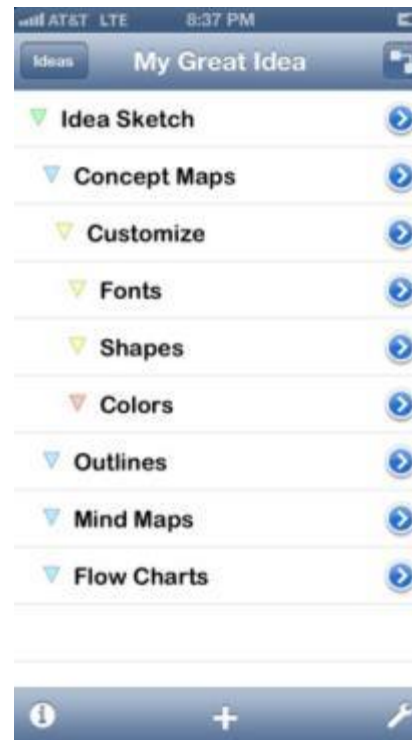 AT&T LTE 8:37 PM
Ideas My Great Idea
Idea Sketch
Concept Maps
Customize
Fonts
Shapes
Colors
Outlines
Mind Maps
Flow Charts